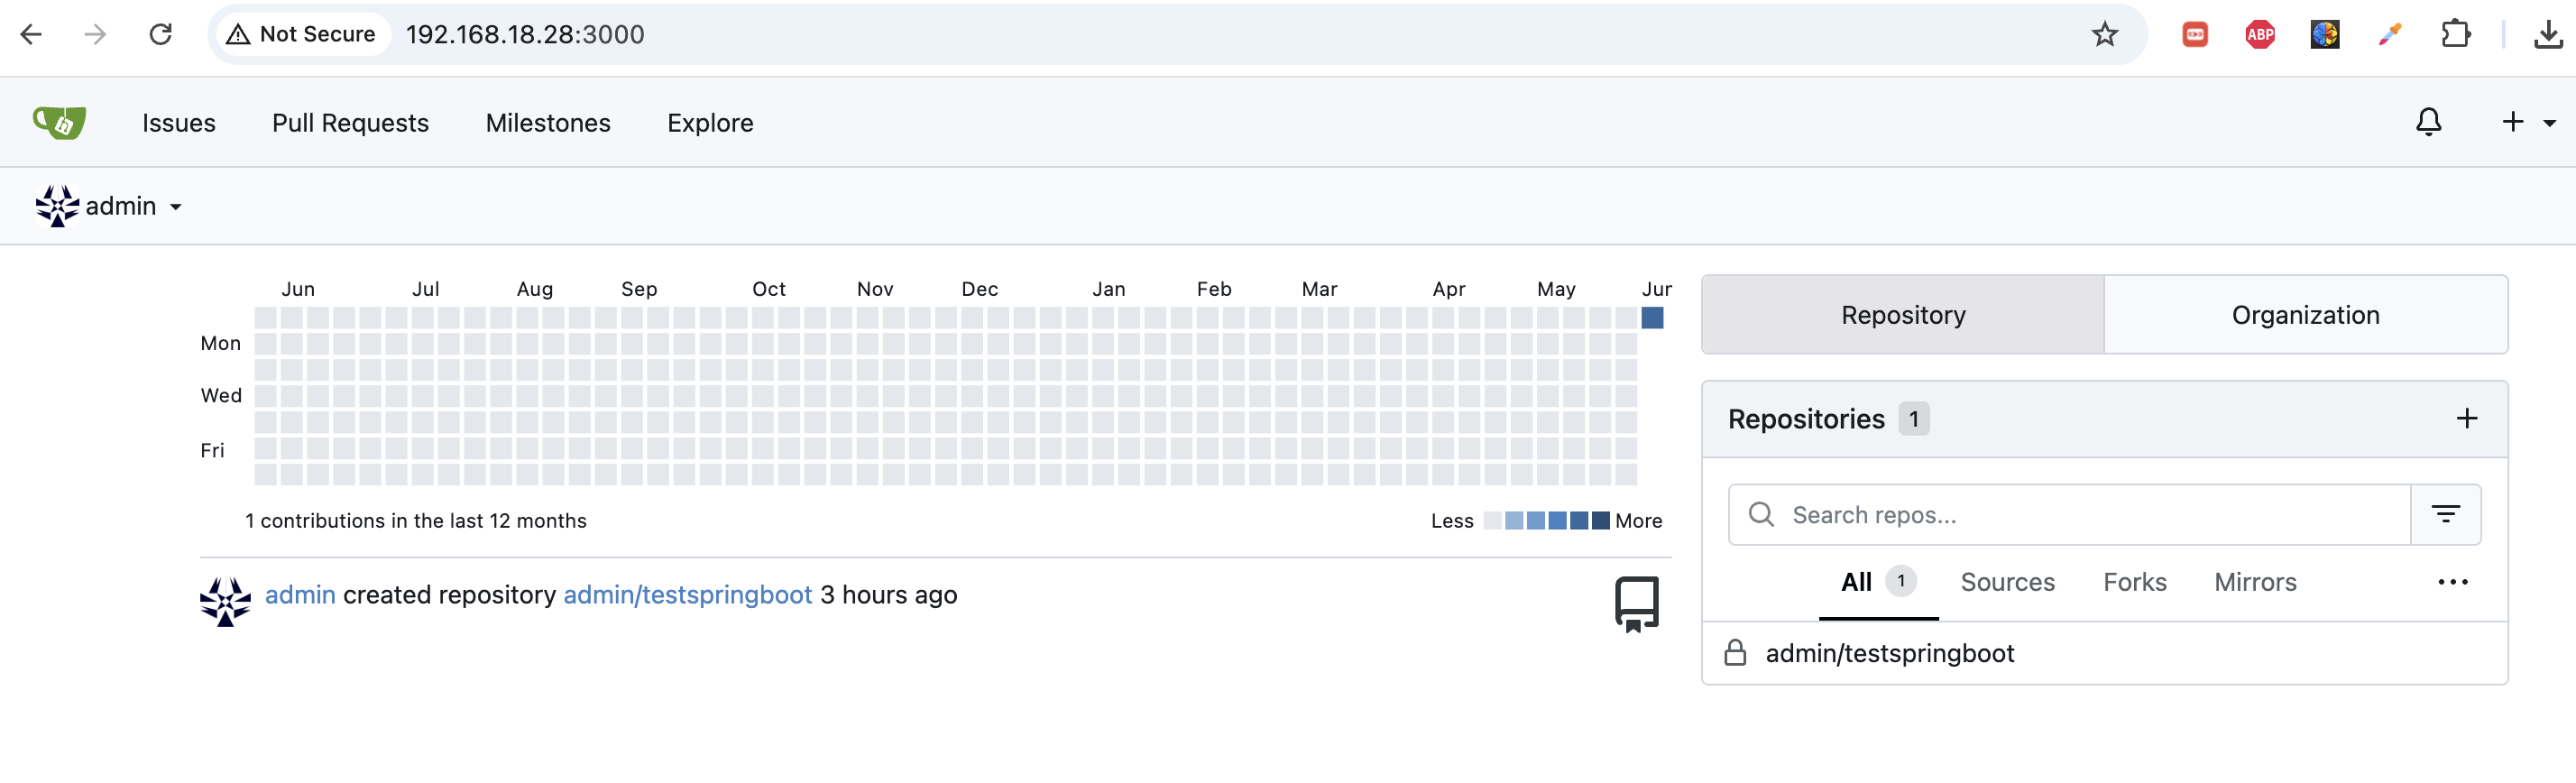 Not Secure 192.168.18.28:3000 ABP
Issues Pull Requests Milestones Explore
admin
Jun Jul Aug Sep Oct Nov Dec Jan Feb Mar Apr May Jur
Mon
Wed
Fri
1 contributions in the last 12 months Less More
admin created repository admin/testspringboot 3 hours ago
Repository Organization
Repositories 1
Search repos...
All 1 Sources Forks Mirrors
admin/testspringboot